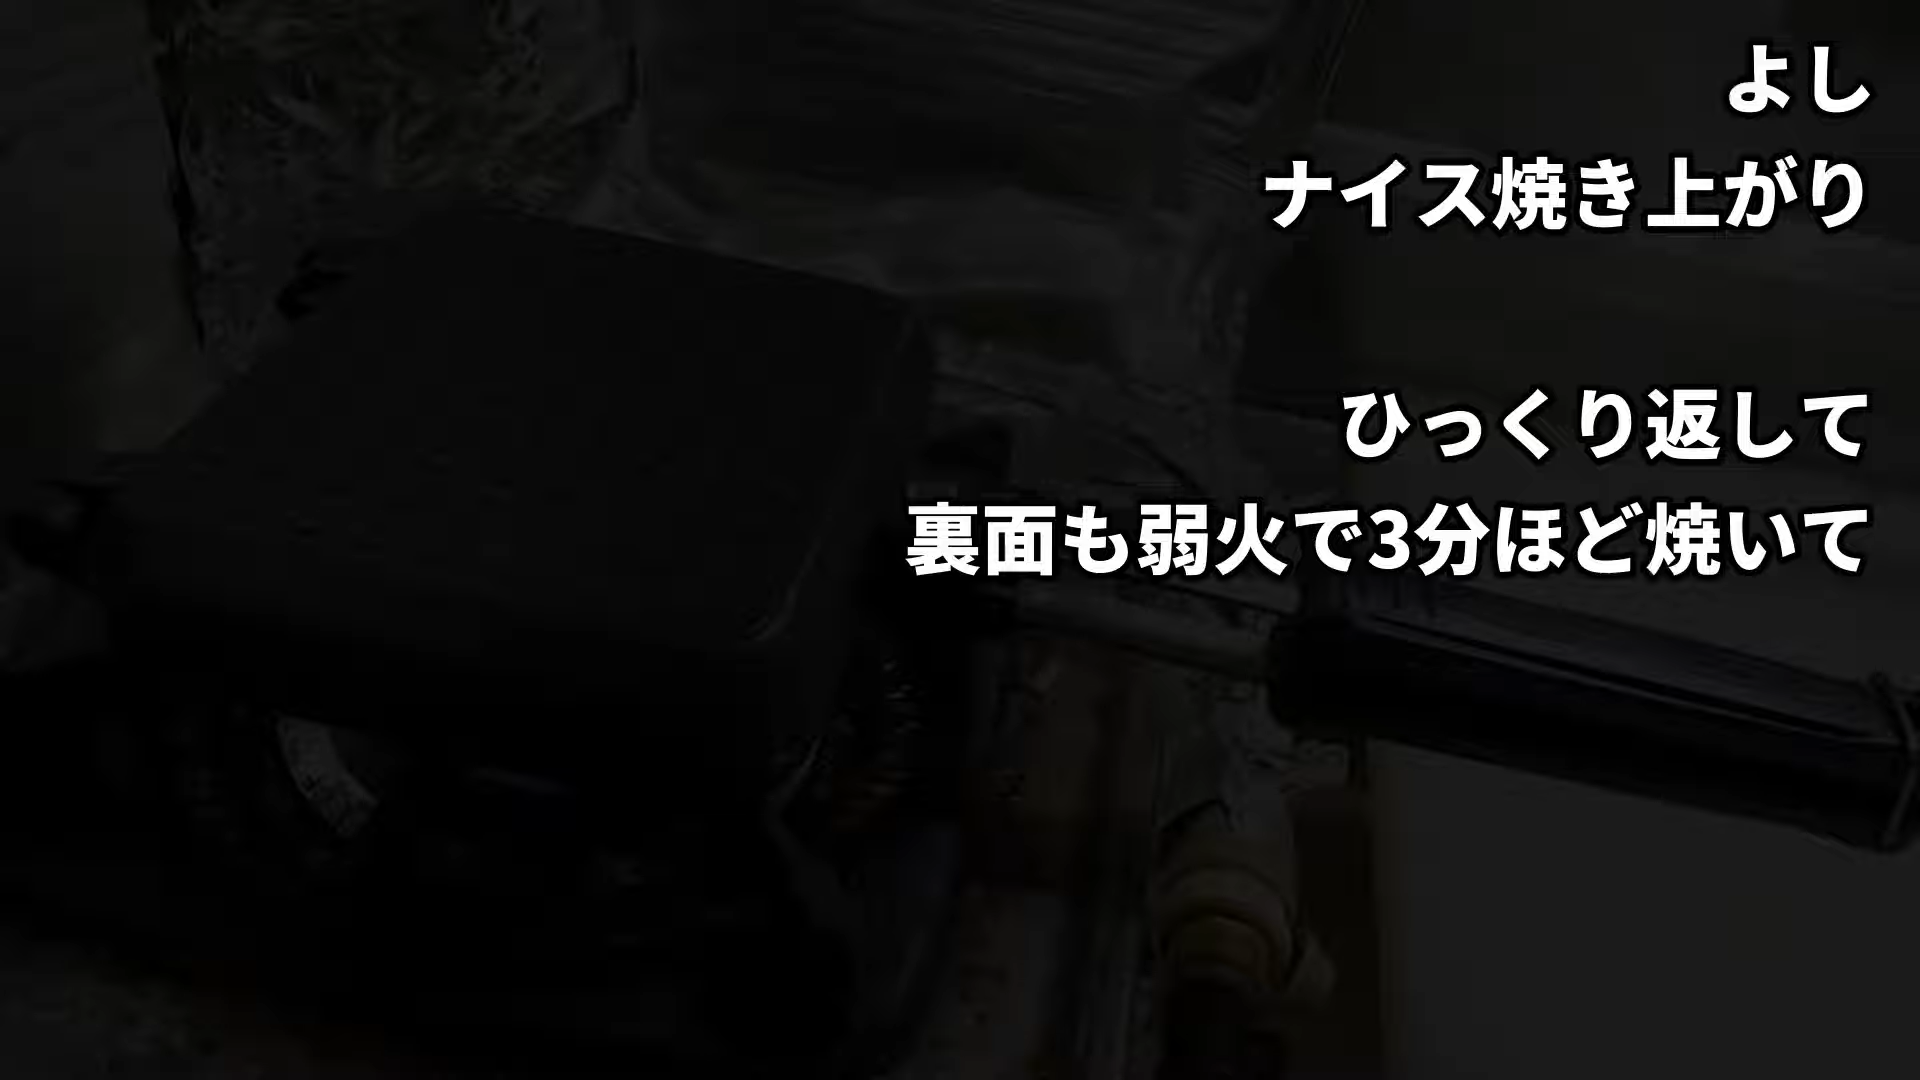 よし
ナイス焼き上がり
ひっくり返して
裏面も弱火で3分ほど焼いて